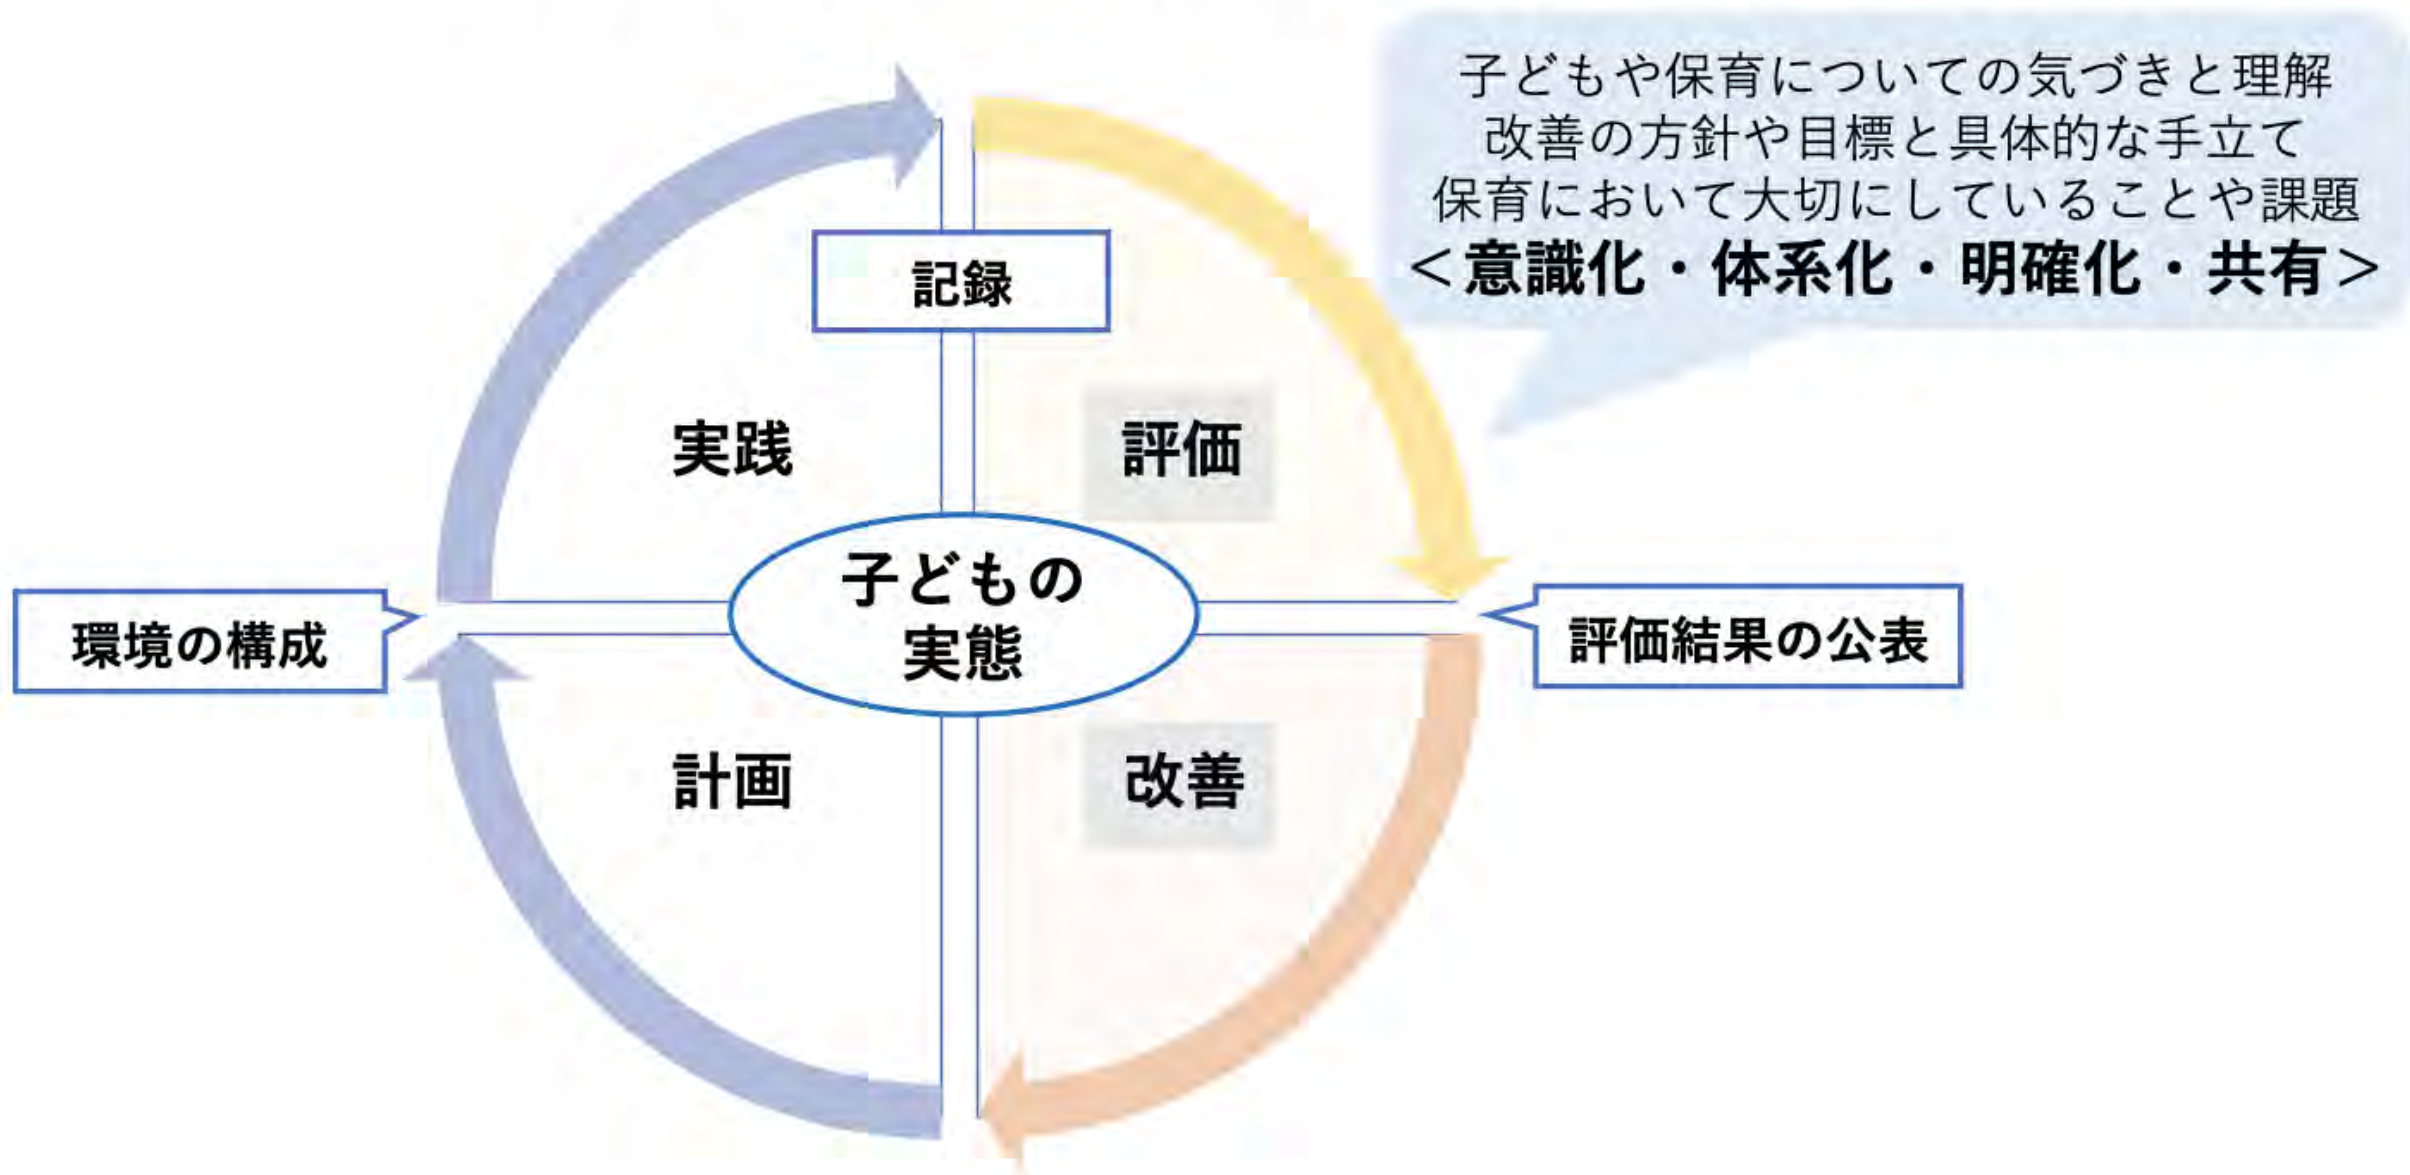 子どもや保育についての気づきと理解
改善の方針や目標と具体的な手立て
保育において大切にしていることや課題
＜意識化・体系化・明確化・共有＞
記録
実践
評価
子どもの
実態
環境の構成
評価結果の公表
計画
改善